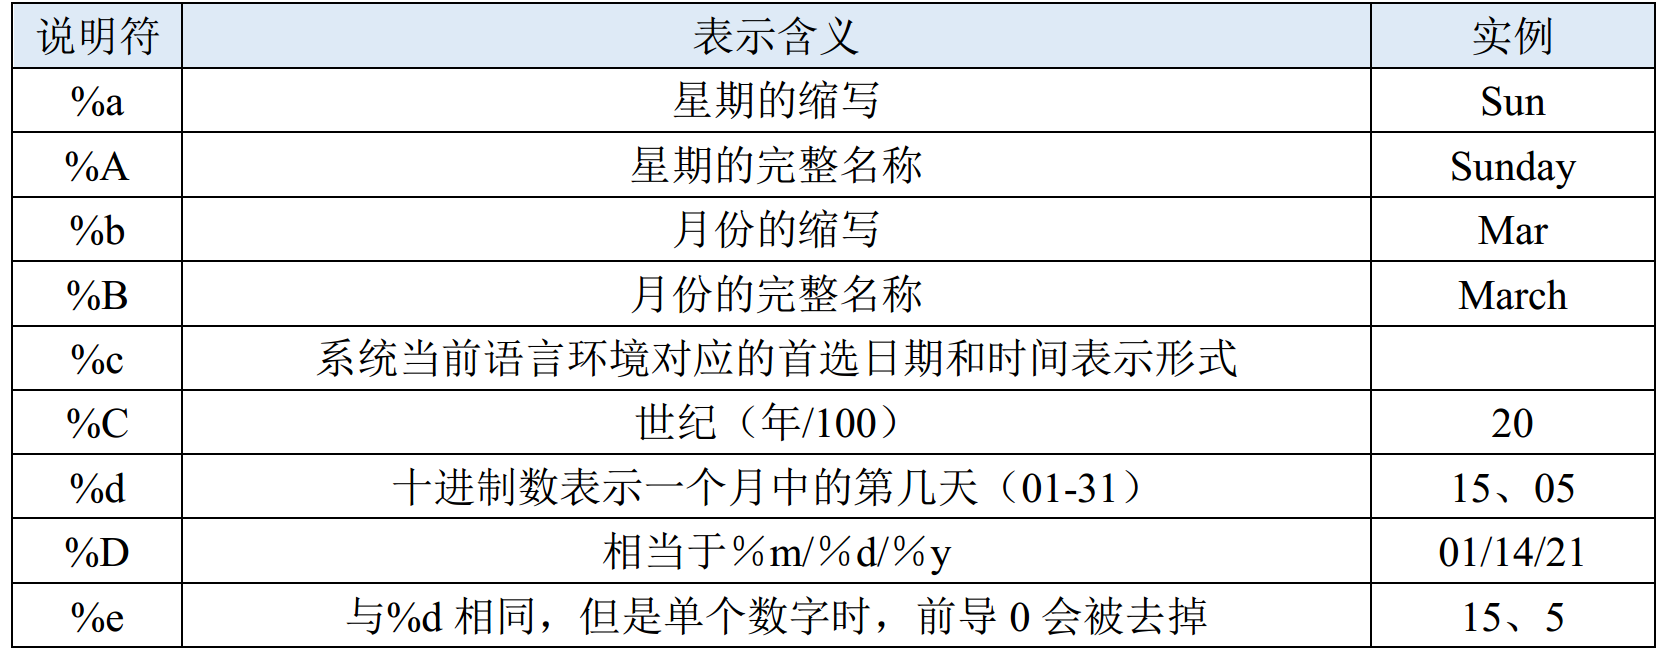 说明符 表示含义 实例
%a 星期的缩写 Sun
%A 星期的完整名称 Sunday
%b 月份的缩写 Mar
%B 月份的完整名称 March
%c 系统当前语言环境对应的首选日期和时间表示形式
%C 世纪（年/100） 20
%d 十进制数表示一个月中的第几天（01-31） 15、05
%D 相当于％m/％d/％y 01/14/21
%e 与%d 相同，但是单个数字时，前导 0 会被去掉 15、5